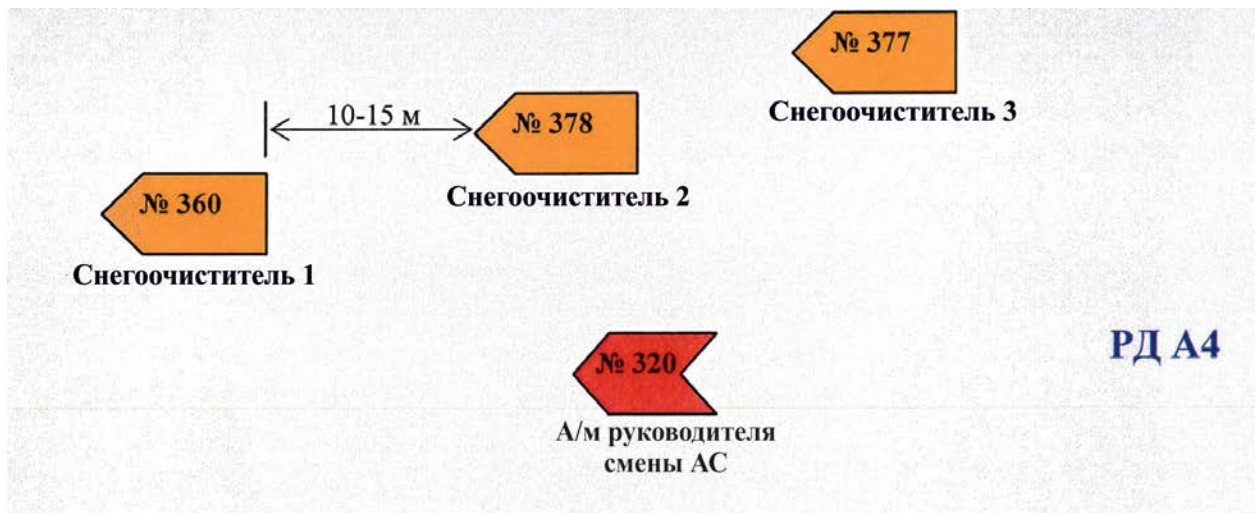 № 377
Снегоочиститель 3
10-15 м
№ 378
Снегоочиститель 2
№ 360
Снегоочиститель 1
РД А4
№ 320
А/м руководителя
смены АС